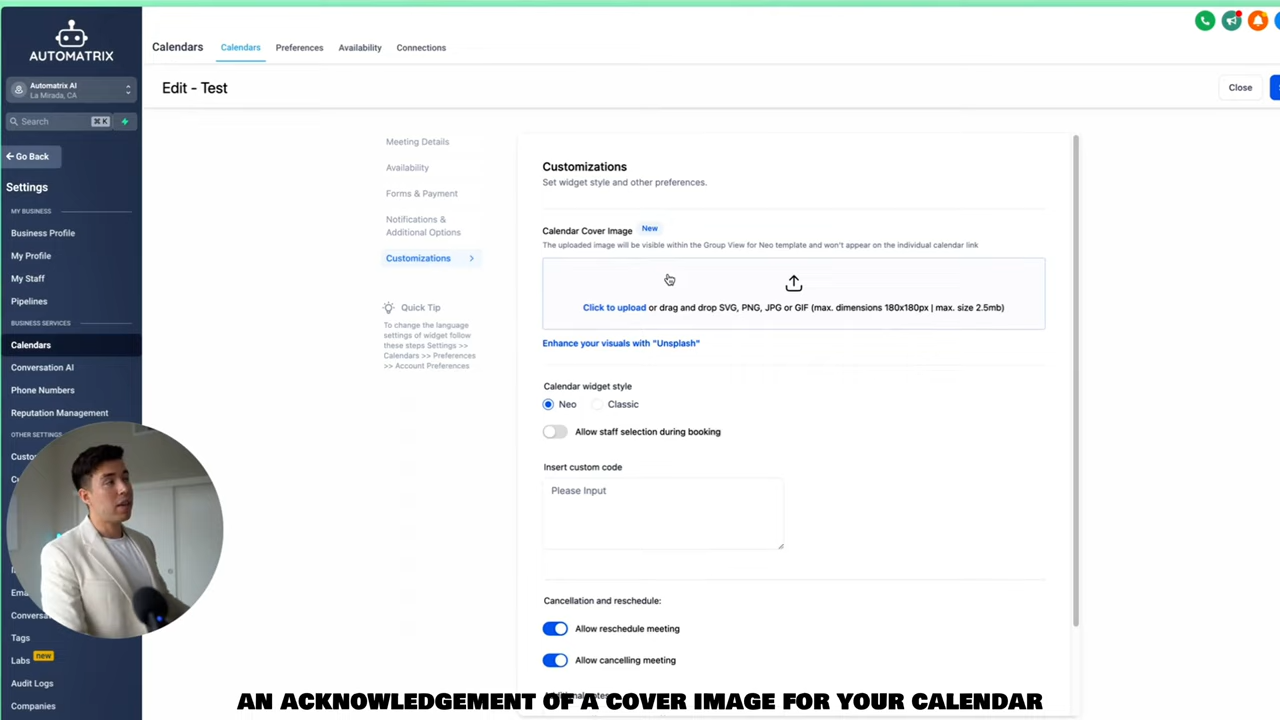 AUTOMATRIX
Automatrix AI
La Mirada, CA
Search ⌘K
Go Back
Settings
MY BUSINESS
Business Profile
My Profile
My Staff
Pipelines
BUSINESS SERVICES
Calendars
Conversation AI
Phone Numbers
Reputation Management
OTHER SETTINGS
Tags
Labs new
Audit Logs
Companies
Calendars Calendars Preferences Availability Connections
Edit - Test
Close
Meeting Details
Availability
Forms & Payment
Notifications &
Additional Options
Customizations
Quick Tip
To change the language
settings of widget follow
these steps Settings >>
Calendars >> Preferences
>> Account Preferences
Customizations
Set widget style and other preferences.
Calendar Cover Image New
The uploaded image will be visible within the Group View for Neo template and won't appear on the individual calendar link
Click to upload or drag and drop SVG, PNG, JPG or GIF (max. dimensions 180x180px | max. size 2.5mb)
Enhance your visuals with "Unsplash"
Calendar widget style
Neo Classic
Allow staff selection during booking
Insert custom code
Please Input
Cancellation and reschedule:
Allow reschedule meeting
Allow cancelling meeting
Additional notes
AN ACKNOWLEDGEMENT OF A COVER IMAGE FOR YOUR CALENDAR